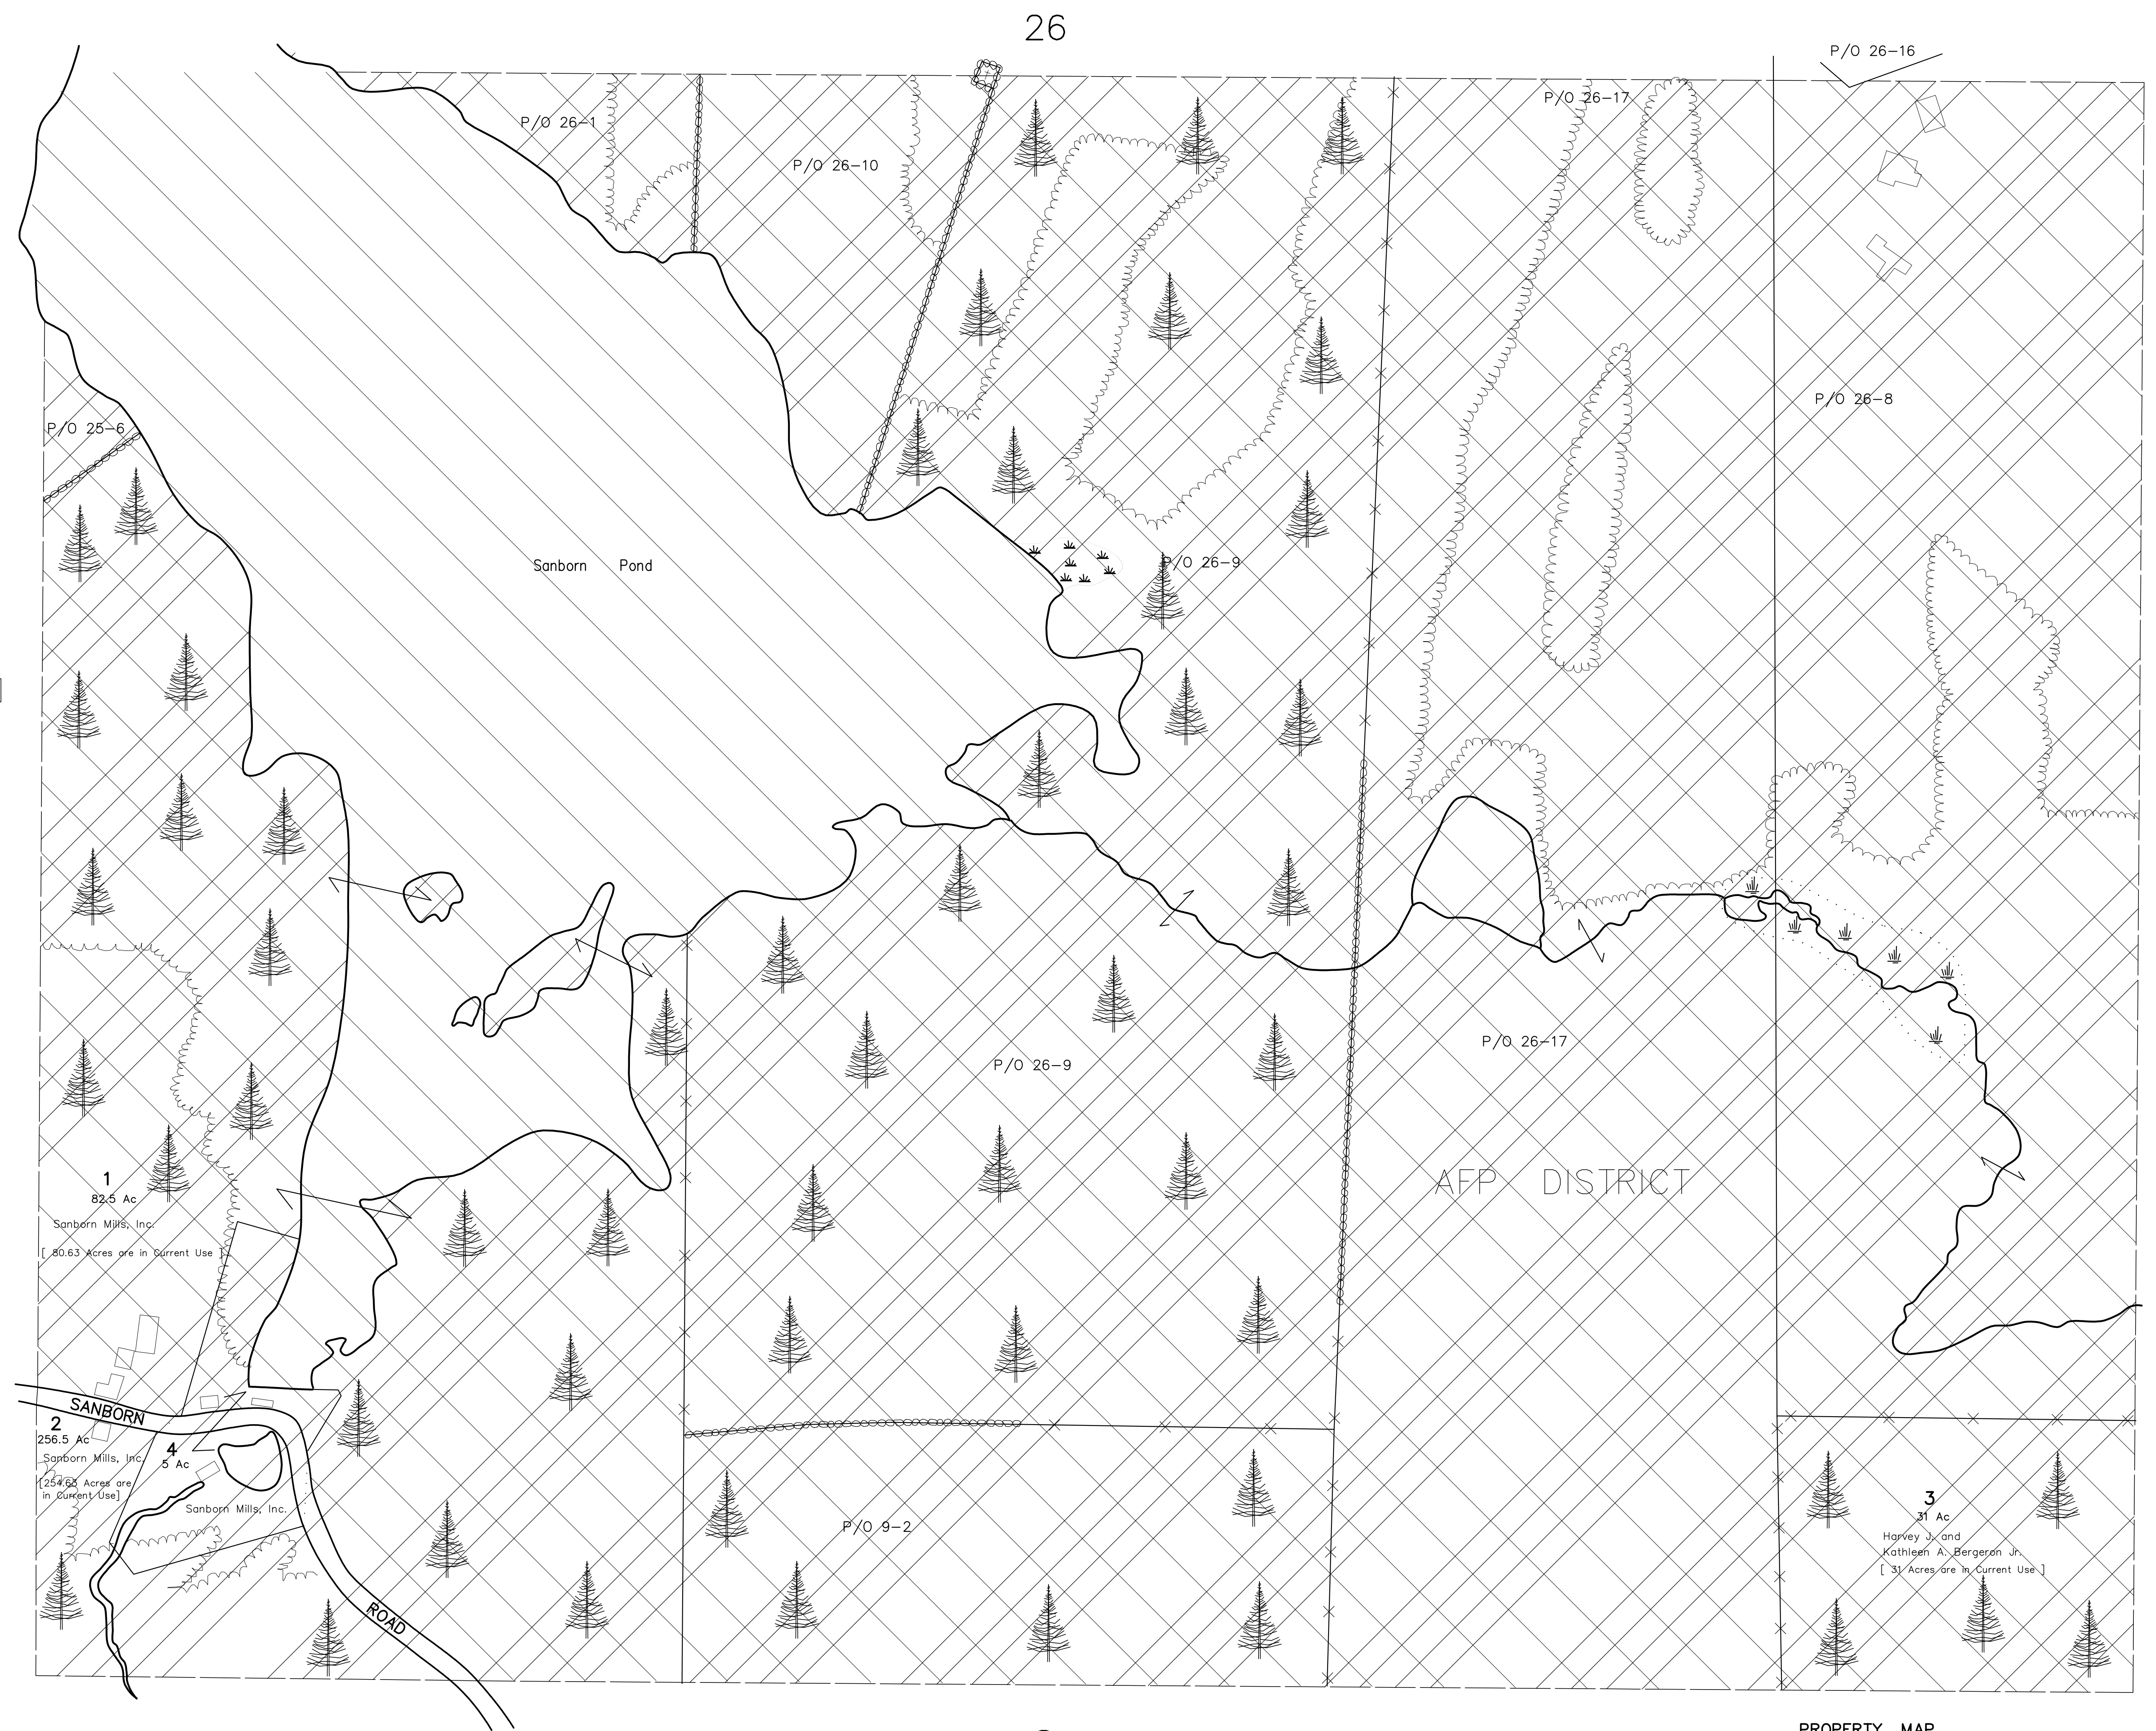 26
P/O 26-16
P/O 26-1
P/O 26-10
P/O 26-17
P/O 26-8
P/O 25-6
Sanborn Pond
P/O 26-9
P/O 26-9
P/O 26-17
AFP DISTRICT
1
82.5 Ac
Sanborn Mills, Inc.
[ 80.63 Acres are in Current Use ]
SANBORN
2
256.5 Ac
Sanborn Mills, Inc.
[254.63 Acres are
in Current Use]
4
5 Ac
Sanborn Mills, Inc.
ROAD
P/O 9-2
3
31 Ac
Harvey J. and
Kathleen A. Bergeron Jr.
[ 31 Acres are in Current Use ]
PROPERTY MAP